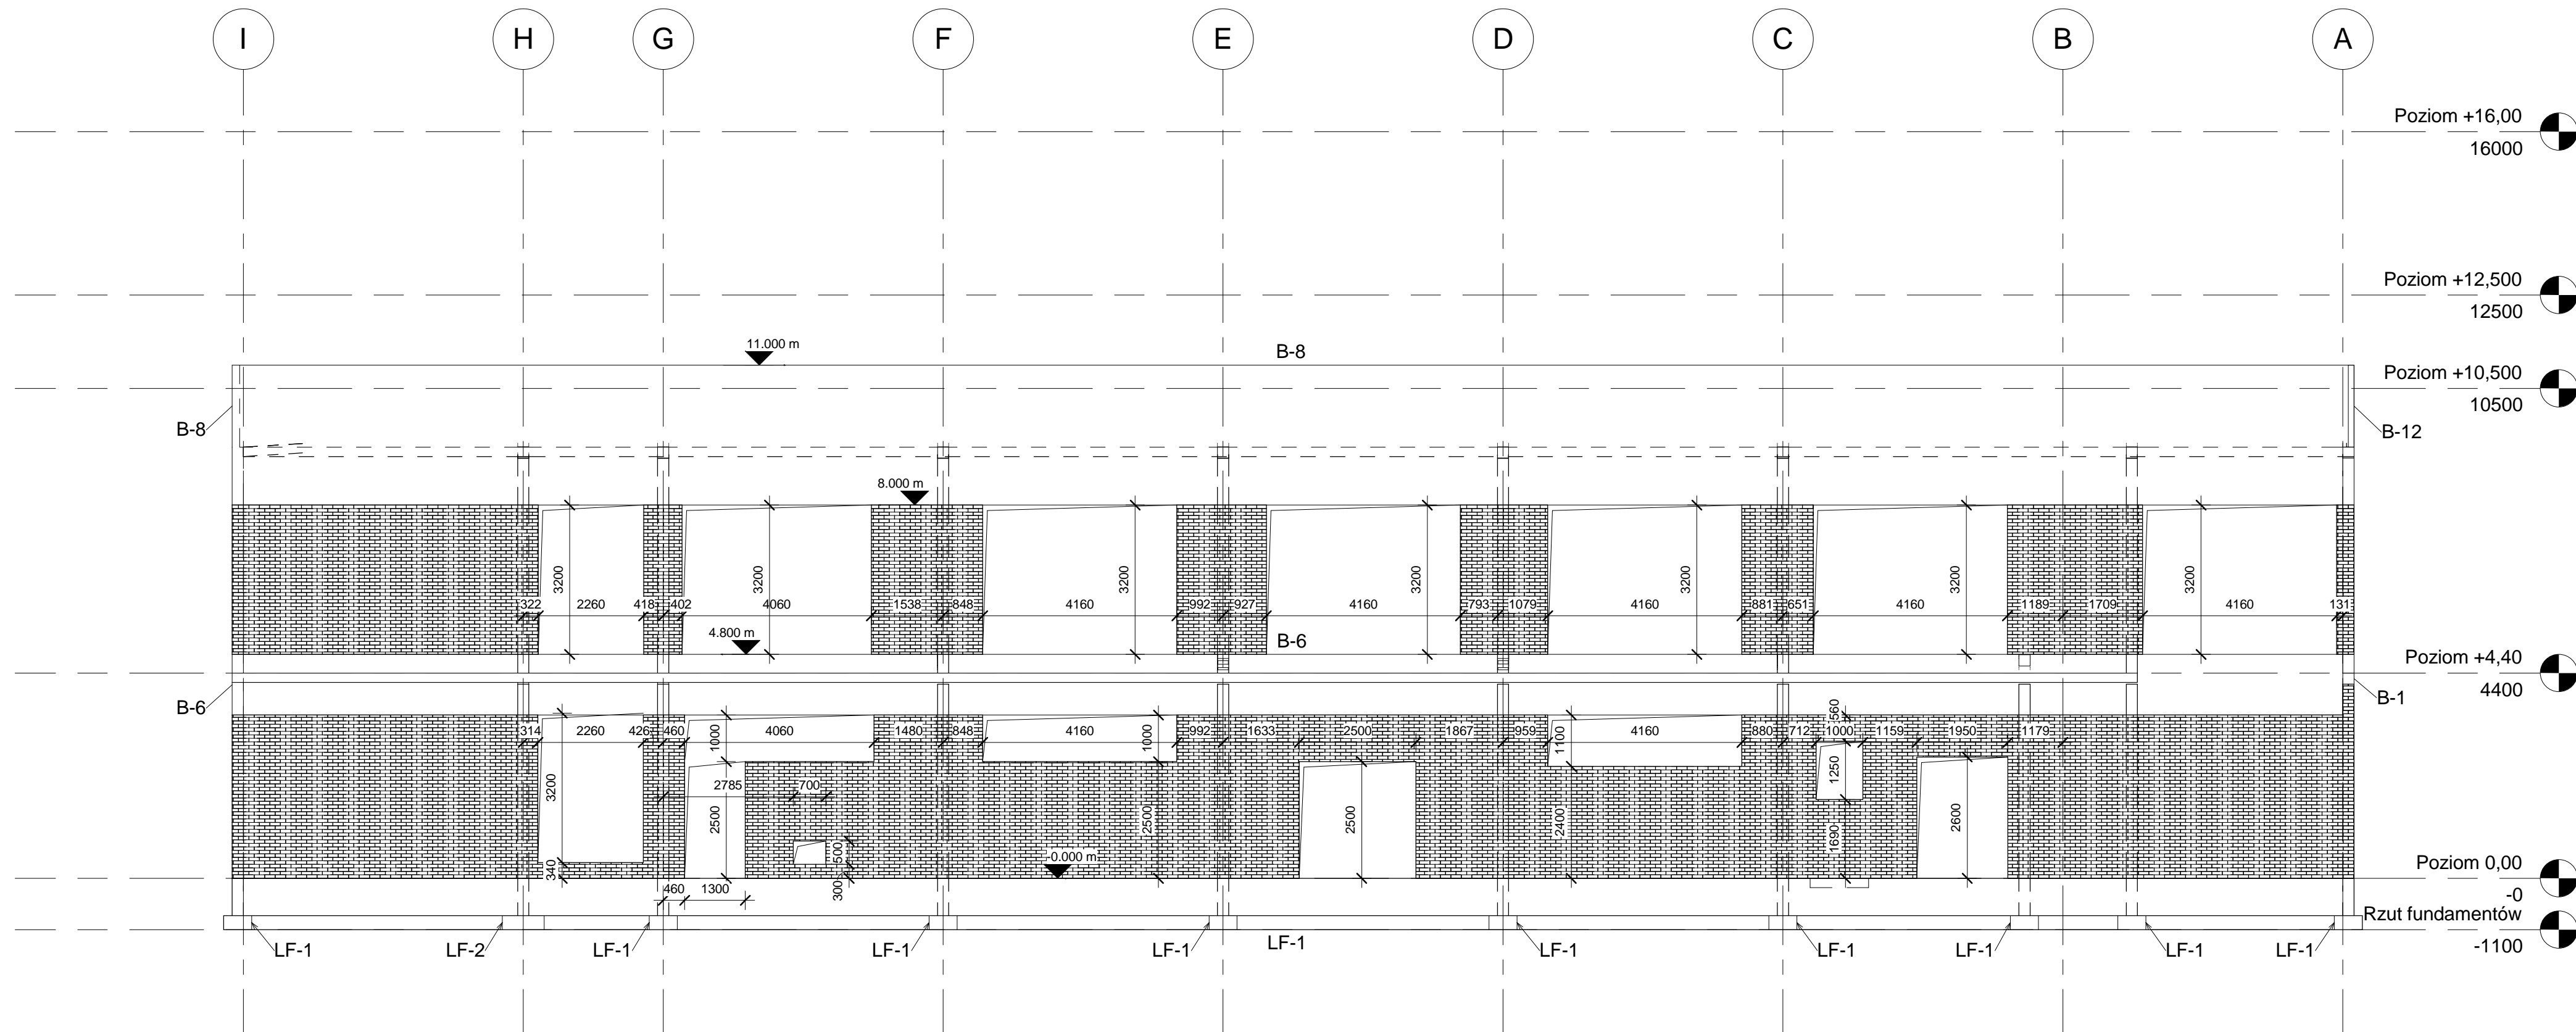 I H G F E D C B A
Poziom +16,00
16000
Poziom +12,500
12500
11.000 m
B-8
Poziom +10,500
10500
B-8
B-12
8.000 m
3200 3200 3200 3200 3200 3200 3200
322 2260 418 402 4060 1538 848 4160 992 927 4160 793 1079 4160 881 651 4160 1189 1709 4160 131
4.800 m
B-6
Poziom +4,40
4400
B-6
B-1
560
314 2260 426 460 4060 1480 848 4160 992 1633 2500 1867 959 4160 880 712 1000 1159 1950 1179
1000 1000 1100
3200 2785 700 1250
2500 2500 2500 2400 2600
500 1690
340 -0.000 m
Poziom 0,00
460 1300 300
-0
Rzut fundamentów
-1100
LF-1 LF-2 LF-1 LF-1 LF-1 LF-1 LF-1 LF-1 LF-1 LF-1 LF-1